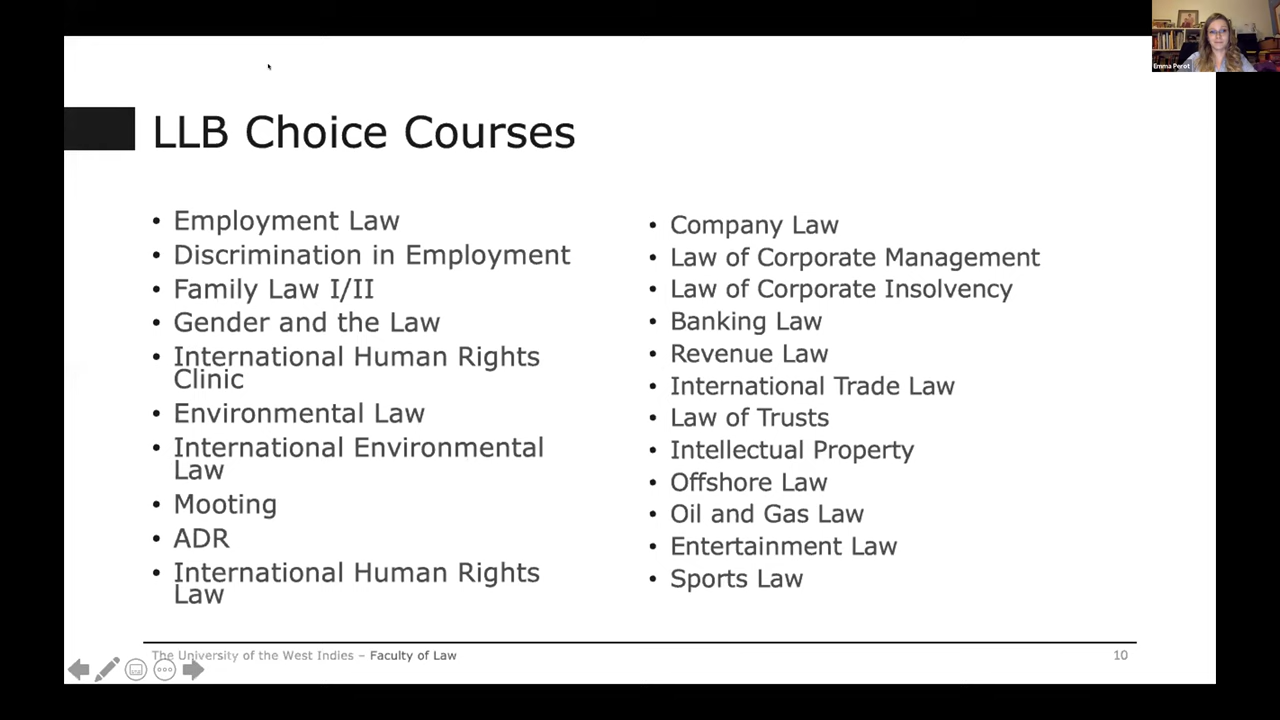 Emma Perot
LLB Choice Courses
• Employment Law
• Discrimination in Employment
• Family Law I/II
• Gender and the Law
• International Human Rights
Clinic
• Environmental Law
• International Environmental
Law
• Mooting
• ADR
• International Human Rights
Law
• Company Law
• Law of Corporate Management
• Law of Corporate Insolvency
• Banking Law
• Revenue Law
• International Trade Law
• Law of Trusts
• Intellectual Property
• Offshore Law
• Oil and Gas Law
• Entertainment Law
• Sports Law
The University of the West Indies – Faculty of Law
10